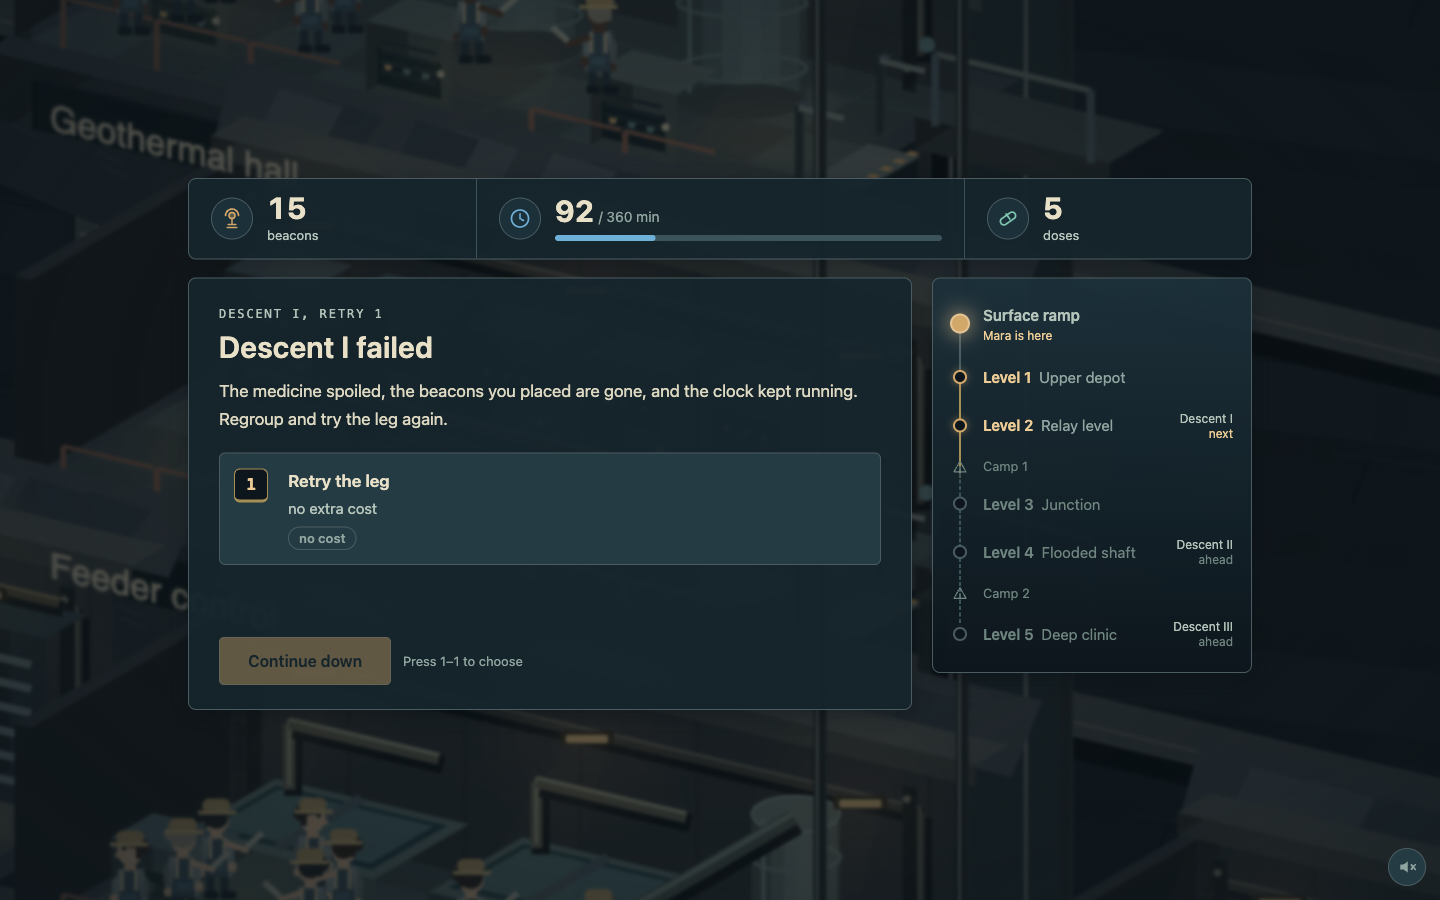 Geothermal hall
15
beacons
92 / 360 min
5
doses
DESCENT I, RETRY 1
Descent I failed
The medicine spoiled, the beacons you placed are gone, and the clock kept running.
Regroup and try the leg again.
1
Retry the leg
no extra cost
no cost
Continue down
Press 1–1 to choose
Surface ramp
Mara is here
Level 1 Upper depot
Level 2 Relay level
Descent I
next
Camp 1
Level 3 Junction
Level 4 Flooded shaft
Descent II
ahead
Camp 2
Level 5 Deep clinic
Descent III
ahead
Feeder control